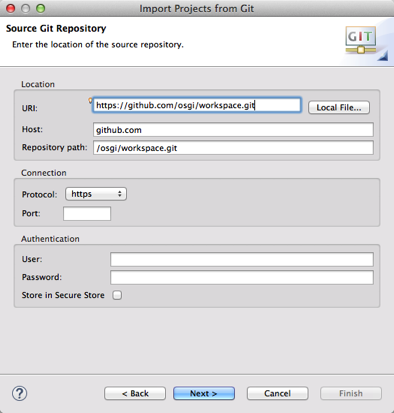 Import Projects from Git
Source Git Repository
Enter the location of the source repository.
GIT
Location
URI: https://github.com/osgi/workspace.git Local File...
Host: github.com
Repository path: /osgi/workspace.git
Connection
Protocol: https
Port:
Authentication
User:
Password:
Store in Secure Store
? < Back Next > Cancel Finish